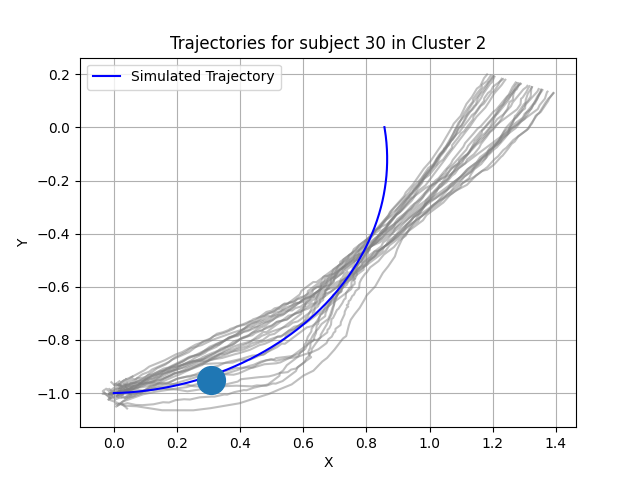 Trajectories for subject 30 in Cluster 2
Simulated Trajectory
0.2
0.0
−0.2
−0.4
−0.6
−0.8
−1.0
Y
0.0 0.2 0.4 0.6 0.8 1.0 1.2 1.4
X